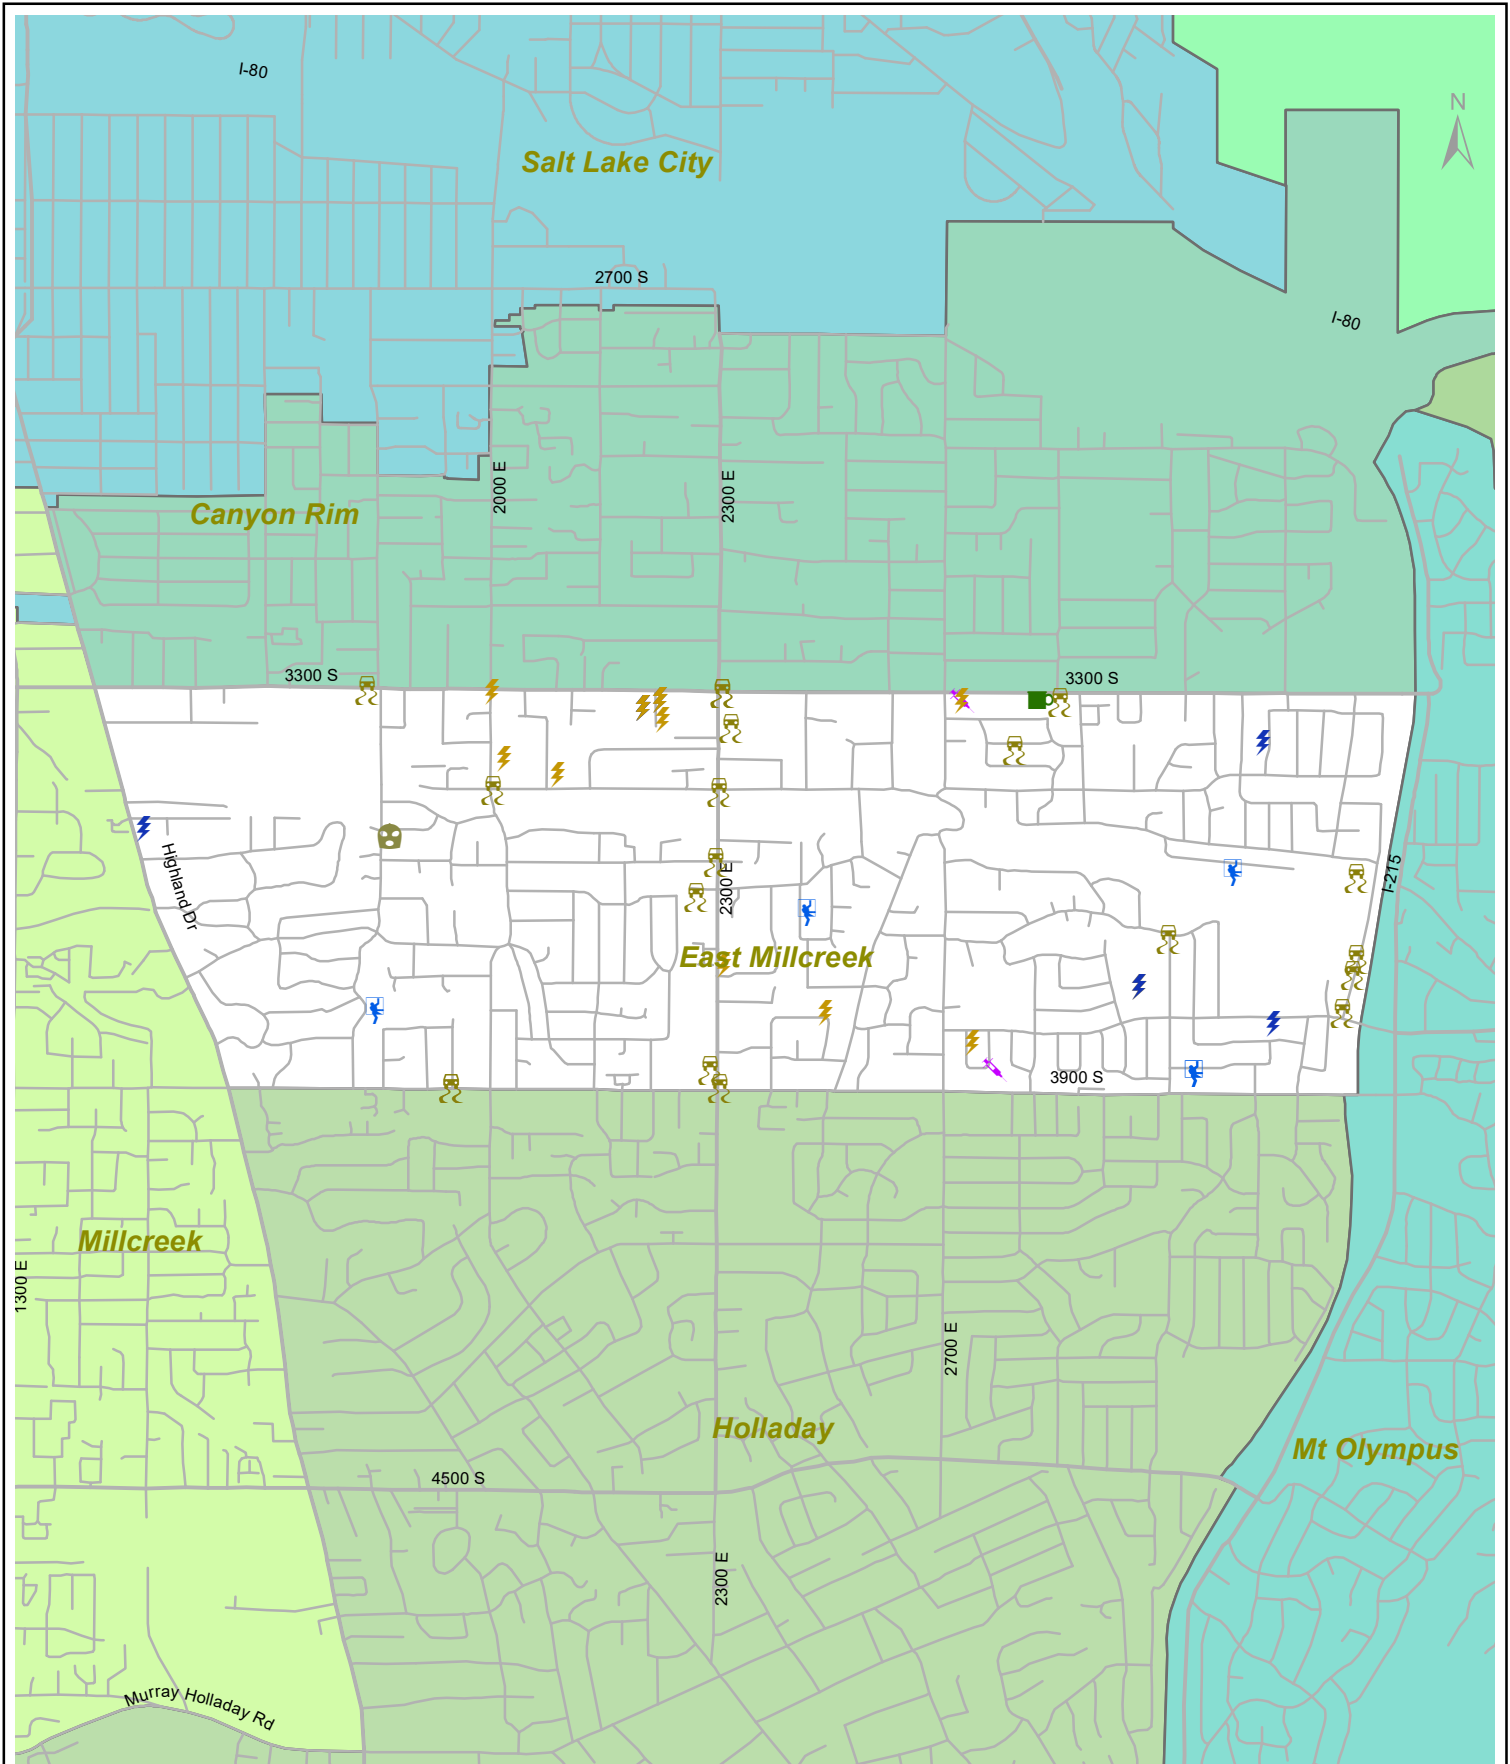 I-80
N
Salt Lake City
2700 S
I-80
2000 E
2300 E
Canyon Rim
3300 S
3300 S
Highland Dr
2300 E
I-215
East Millcreek
3900 S
Millcreek
1300 E
2700 E
Holladay
Mt Olympus
4500 S
2300 E
Murray Holladay Rd